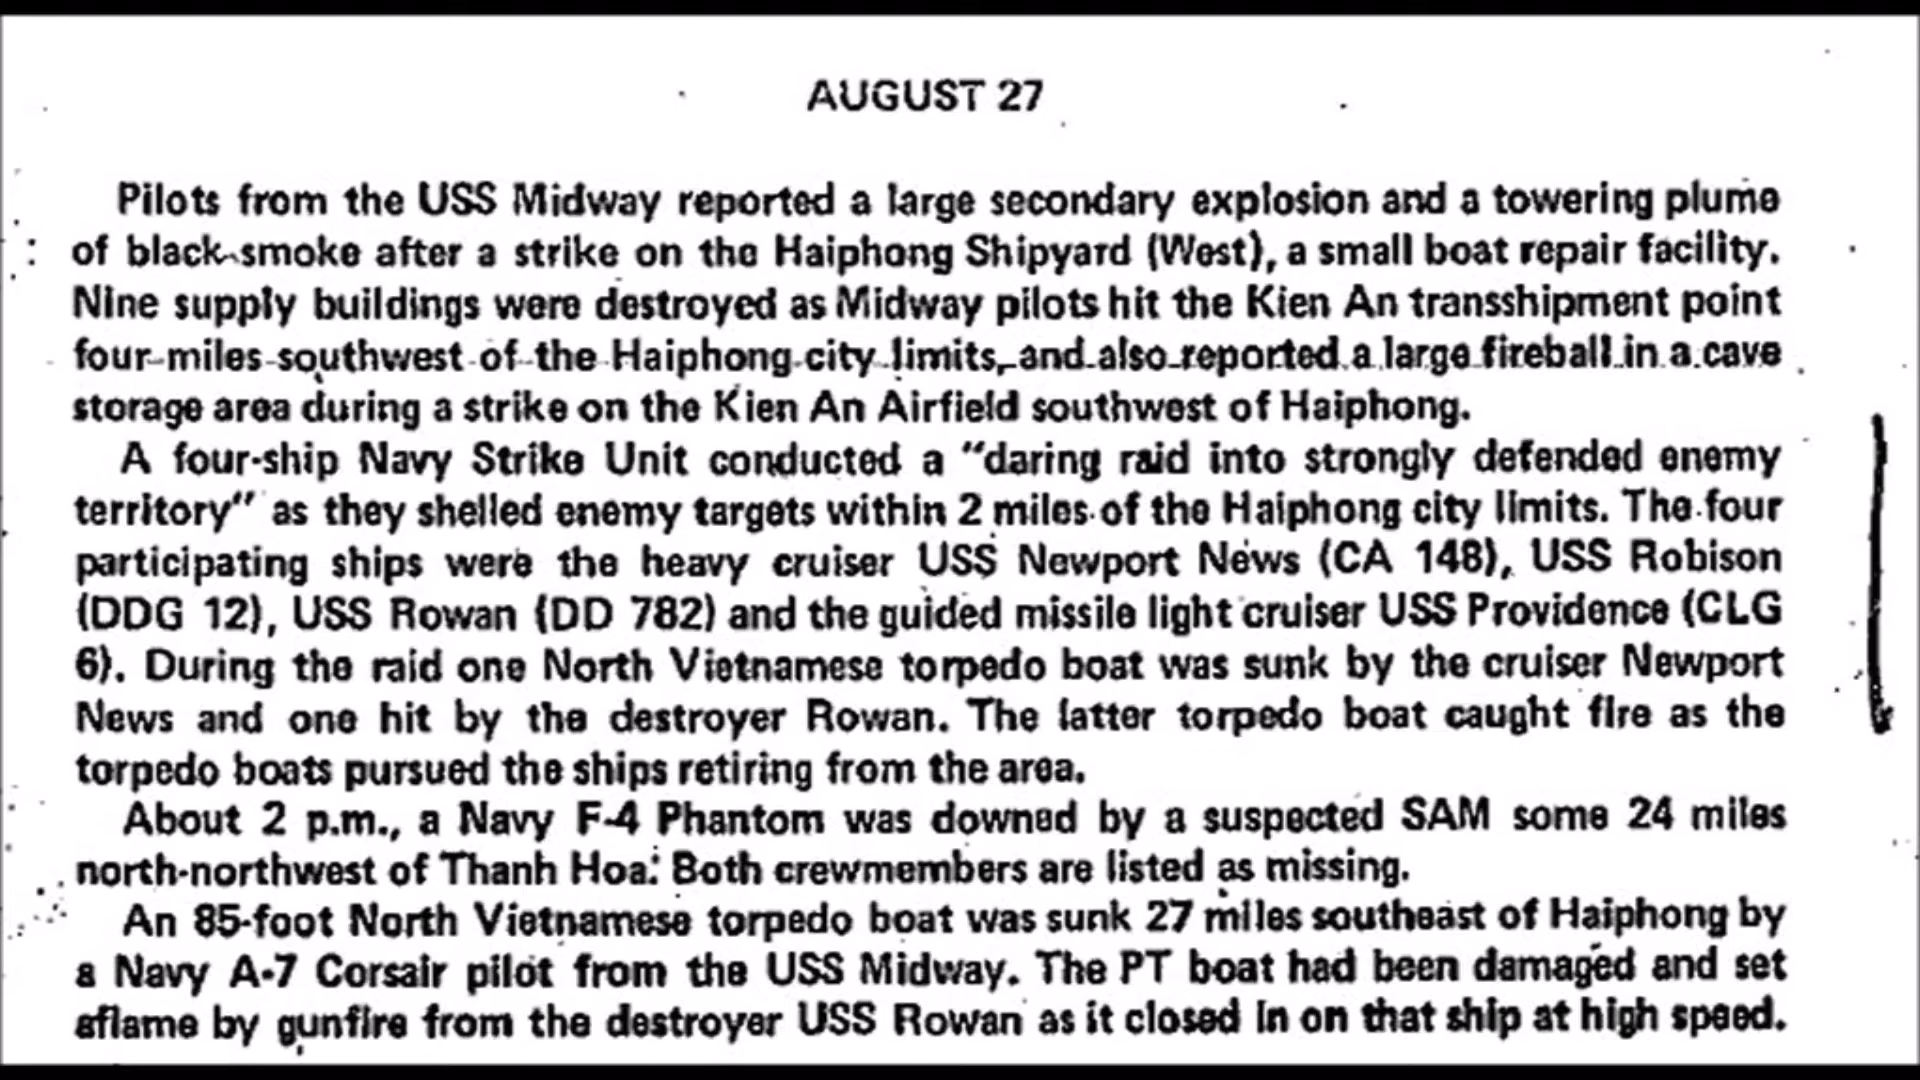 AUGUST 27
Pilots from the USS Midway reported a large secondary explosion and a towering plume
of black smoke after a strike on the Haiphong Shipyard (West), a small boat repair facility.
Nine supply buildings were destroyed as Midway pilots hit the Kien An transshipment point
four miles southwest of the Haiphong city limits, and also reported a large fireball in a cave
storage area during a strike on the Kien An Airfield southwest of Haiphong.
A four-ship Navy Strike Unit conducted a "daring raid into strongly defended enemy
territory" as they shelled enemy targets within 2 miles of the Haiphong city limits. The four
participating ships were the heavy cruiser USS Newport News (CA 148), USS Robison
(DDG 12), USS Rowan (DD 782) and the guided missile light cruiser USS Providence (CLG
6). During the raid one North Vietnamese torpedo boat was sunk by the cruiser Newport
News and one hit by the destroyer Rowan. The latter torpedo boat caught fire as the
torpedo boats pursued the ships retiring from the area.
About 2 p.m., a Navy F-4 Phantom was downed by a suspected SAM some 24 miles
north-northwest of Thanh Hoa. Both crewmembers are listed as missing.
An 85-foot North Vietnamese torpedo boat was sunk 27 miles southeast of Haiphong by
a Navy A-7 Corsair pilot from the USS Midway. The PT boat had been damaged and set
aflame by gunfire from the destroyer USS Rowan as it closed in on that ship at high speed.